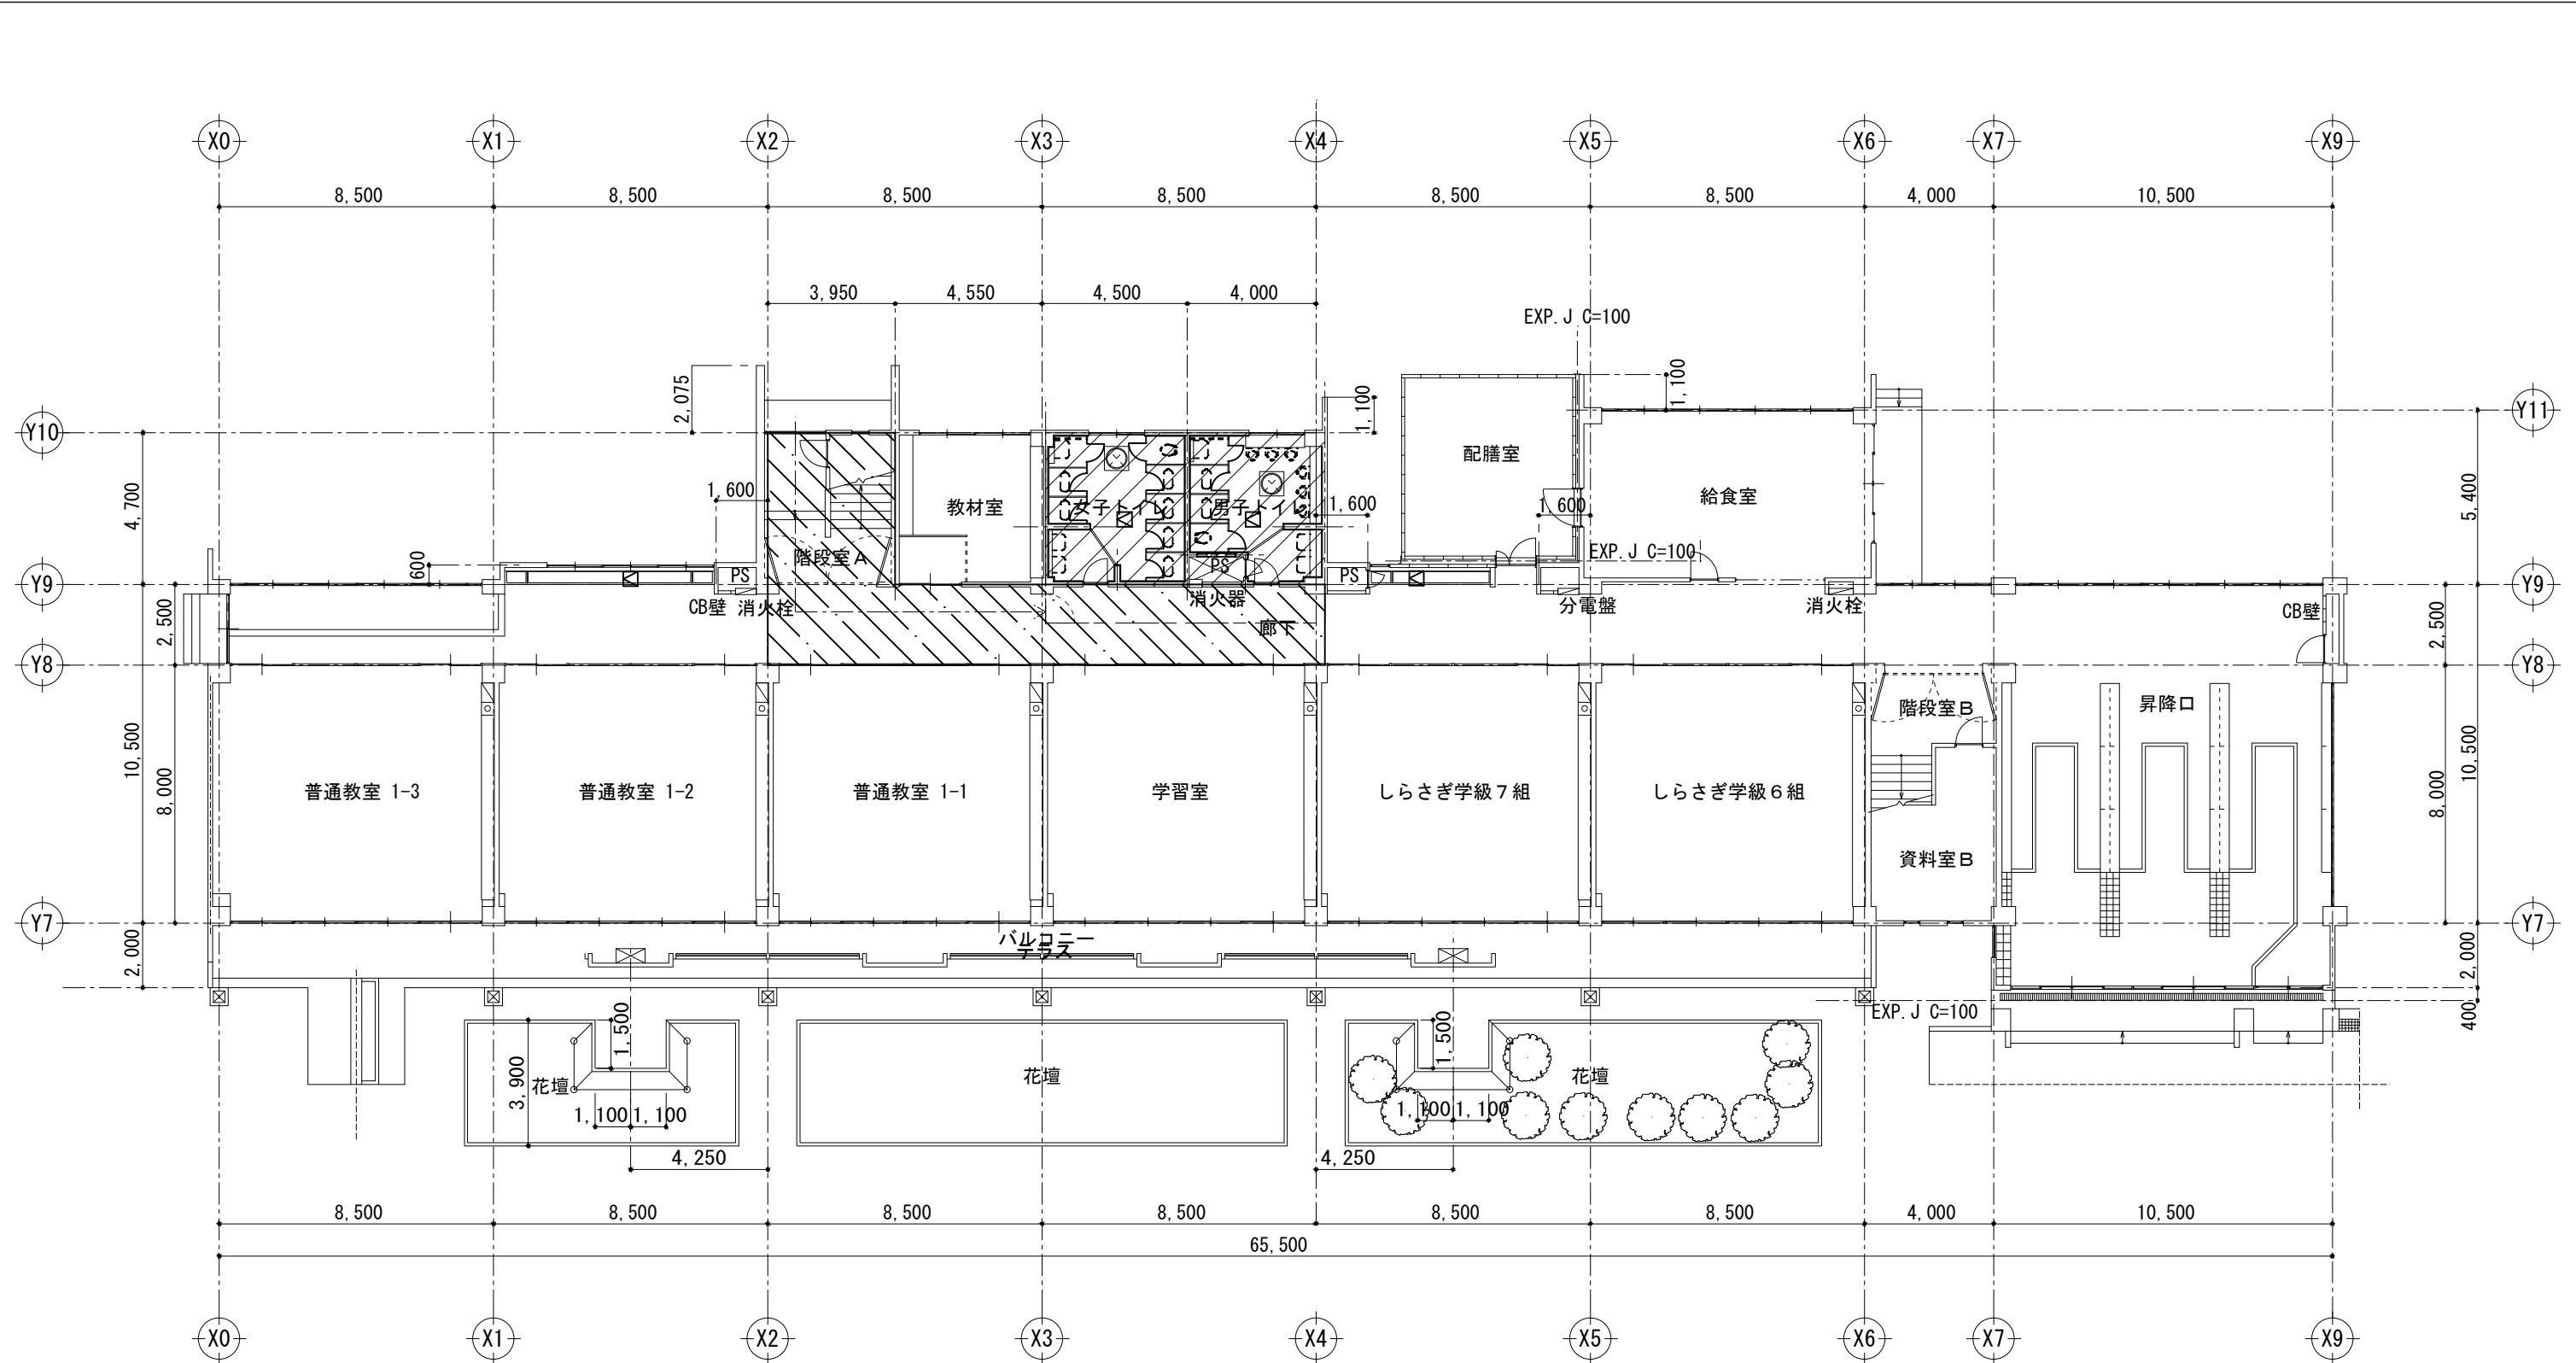 X0 X1 X2 X3 X4 X5 X6 X7 X9
8,500 8,500 8,500 8,500 8,500 8,500 4,000 10,500
3,950 4,550 4,500 4,000
EXP.J C=100
2,075
1,100
1,100
Y10
Y11
配膳室
1,600
教材室
女子トイレ
男子トイレ
1,600
1,600
給食室
4,700
5,400
階段室A
EXP.J C=100
600
PS
PS
PS
Y9
Y9
CB壁 消火栓
消火器
分電盤
消火栓
CB壁
2,500
廊下
2,500
Y8
Y8
階段室B
昇降口
10,500
8,000
普通教室 1-3
普通教室 1-2
普通教室 1-1
学習室
しらさぎ学級7組
しらさぎ学級6組
8,000
10,500
資料室B
Y7
Y7
バルコニー
テラス
2,000
2,000
EXP.J C=100
400
1,500
1,500
3,900
花壇
花壇
花壇
1,100 1,100
1,100 1,100
4,250
4,250
8,500 8,500 8,500 8,500 8,500 8,500 4,000 10,500
65,500
X0 X1 X2 X3 X4 X5 X6 X7 X9